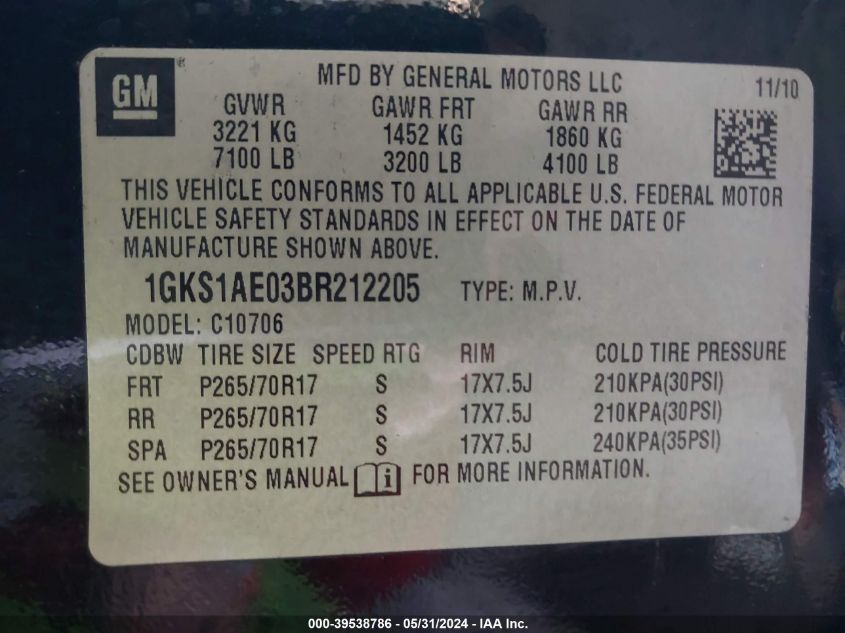 GM® MFD BY GENERAL MOTORS LLC 11/10
GVWR GAWR FRT GAWR RR
3221 KG 1452 KG 1860 KG
7100 LB 3200 LB 4100 LB
THIS VEHICLE CONFORMS TO ALL APPLICABLE U.S. FEDERAL MOTOR
VEHICLE SAFETY STANDARDS IN EFFECT ON THE DATE OF
MANUFACTURE SHOWN ABOVE.
1GKS1AE03BR212205 TYPE: M.P.V.
MODEL: C10706
CDBW TIRE SIZE SPEED RTG RIM COLD TIRE PRESSURE
FRT P265/70R17 S 17X7.5J 210KPA(30PSI)
RR P265/70R17 S 17X7.5J 210KPA(30PSI)
SPA P265/70R17 S 17X7.5J 240KPA(35PSI)
SEE OWNER'S MANUAL i FOR MORE INFORMATION.
000-39538786 - 05/31/2024 - IAA Inc.